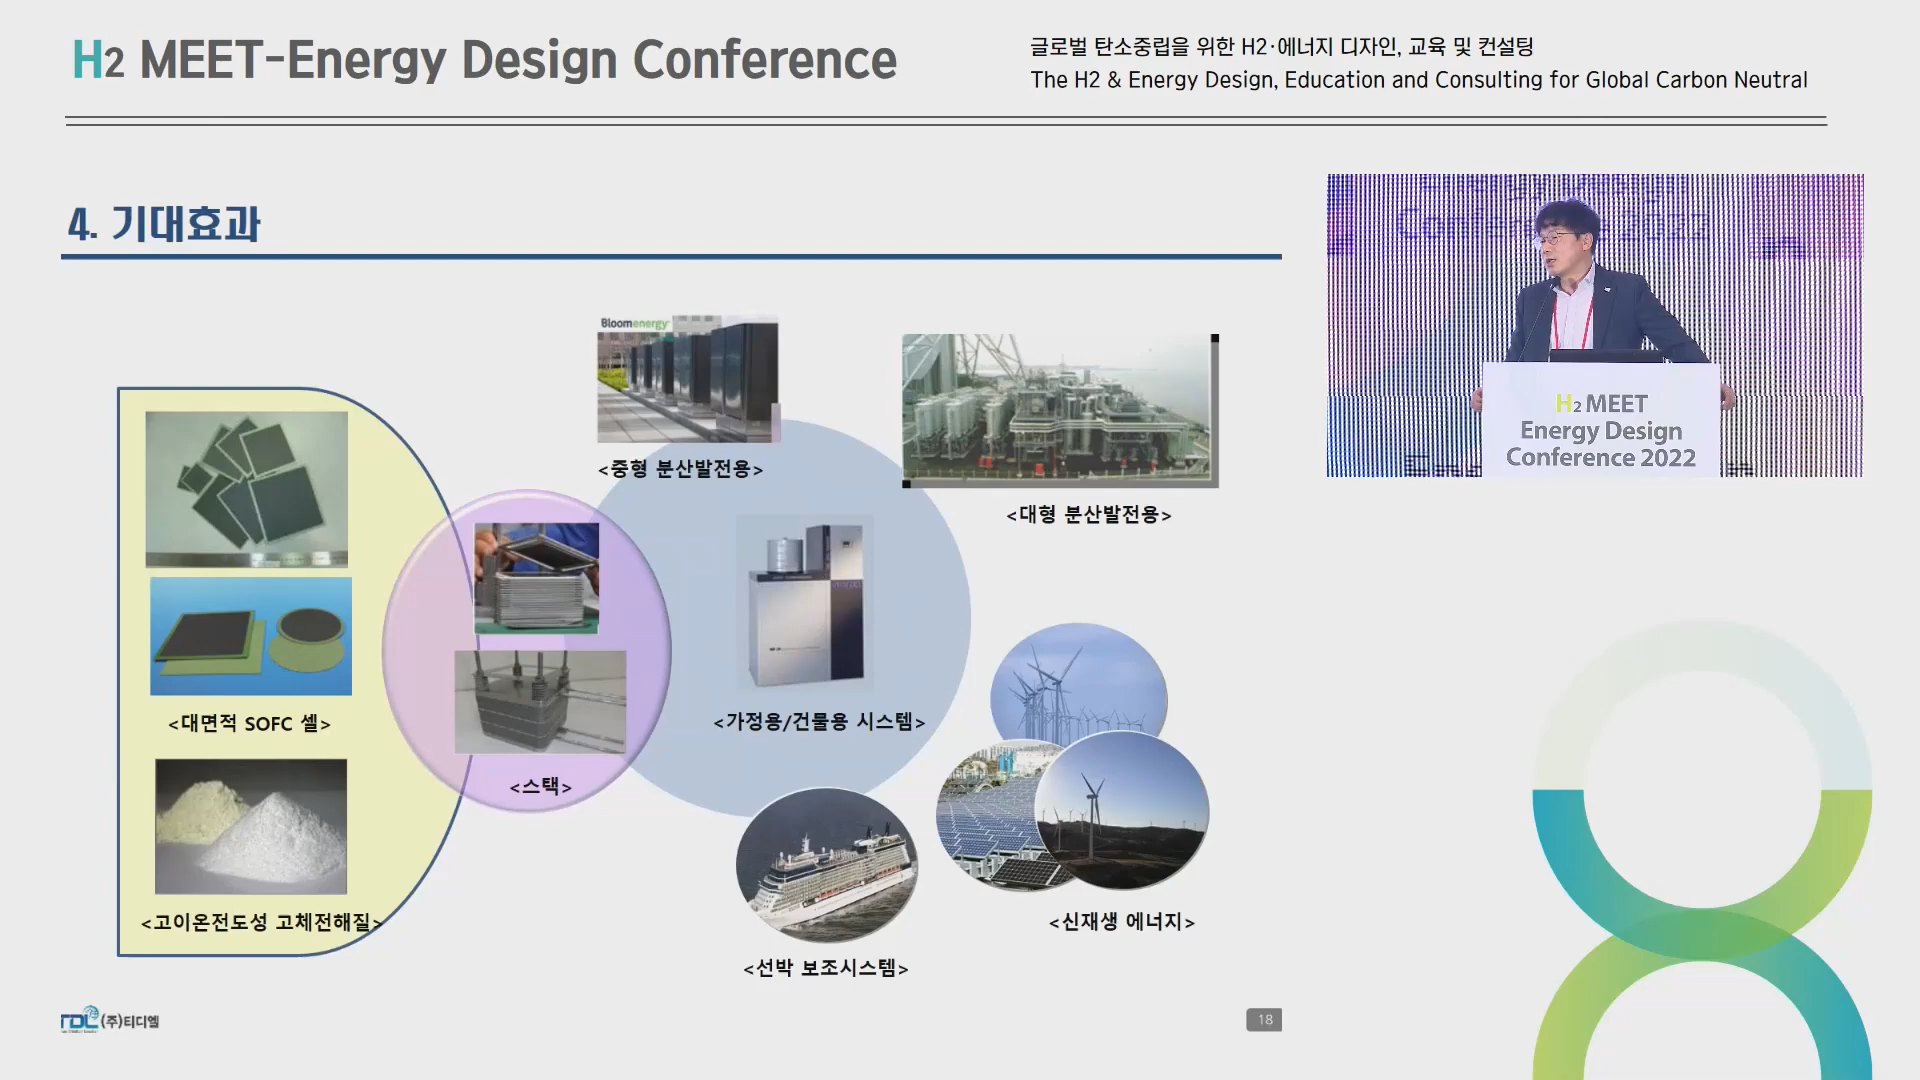 H2 MEET-Energy Design Conference
글로벌 탄소중립을 위한 H2·에너지 디자인, 교육 및 컨설팅
The H2 & Energy Design, Education and Consulting for Global Carbon Neutral
4. 기대효과
Bloomenergy
<중형 분산발전용>
<대형 분산발전용>
<대면적 SOFC 셀>
<고이온전도성 고체전해질>
<스택>
<가정용/건물용 시스템>
<선박 보조시스템>
<신재생 에너지>
H2 MEET
Energy Design
Conference 2022
TDL (주)티디엘
18